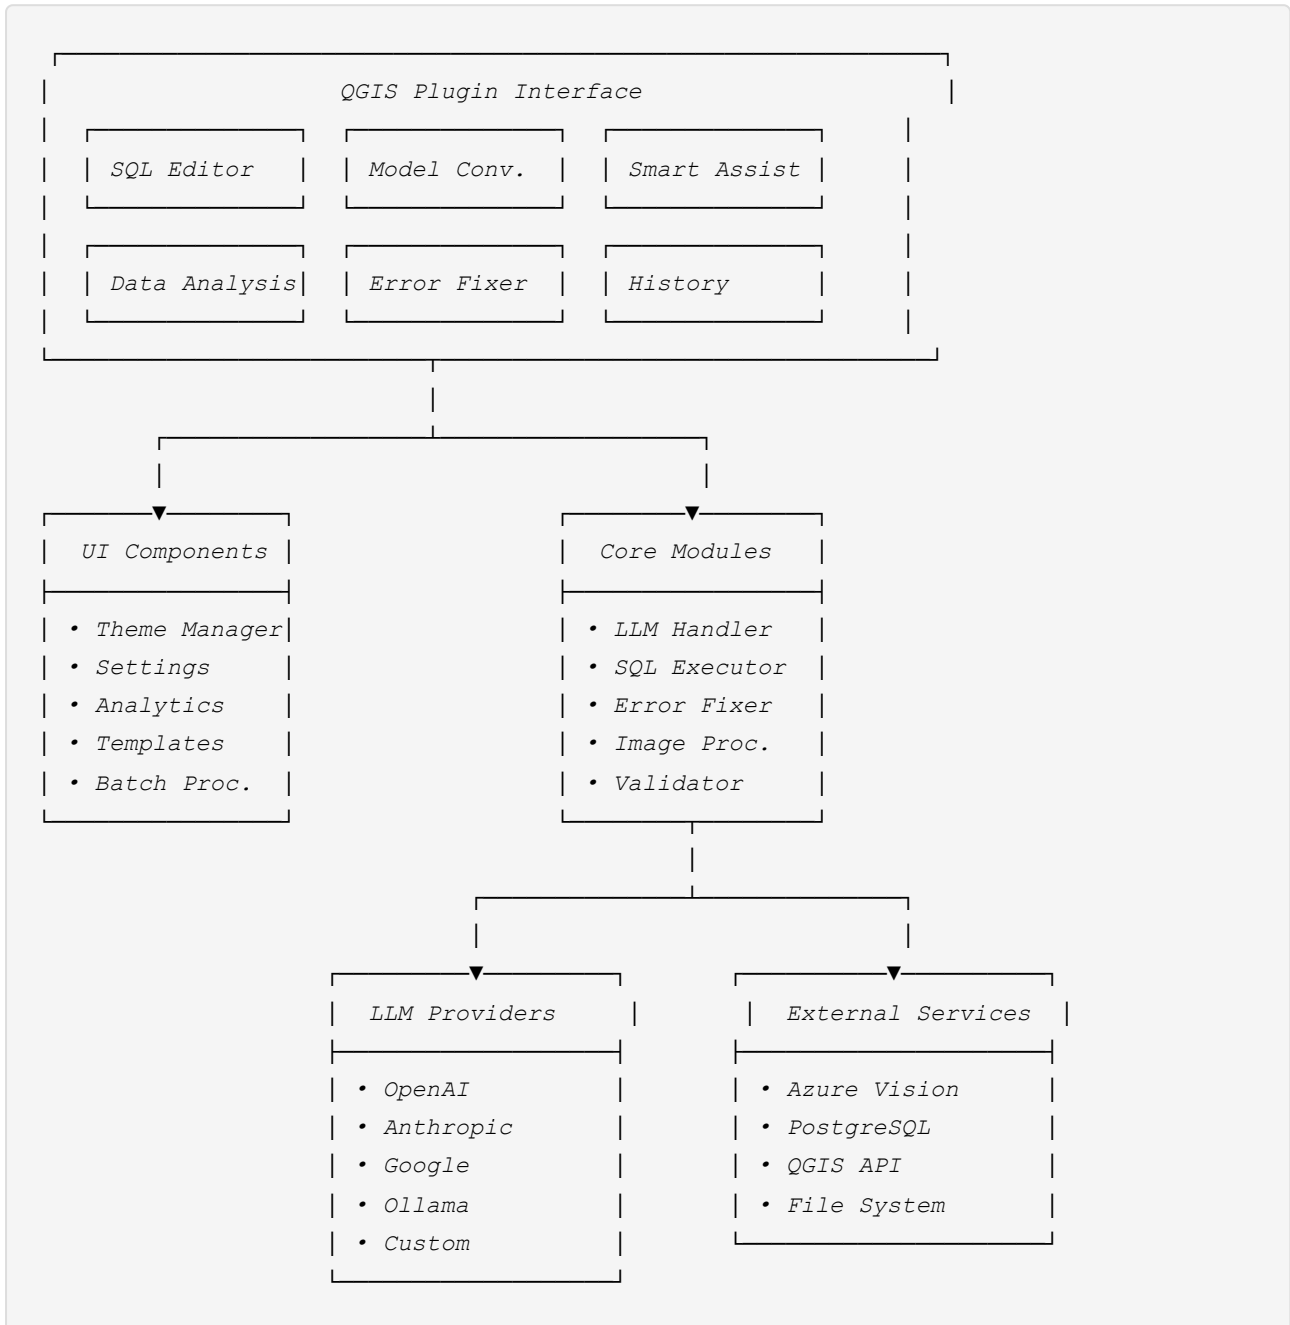 QGIS Plugin Interface
SQL Editor Model Conv. Smart Assist
Data Analysis Error Fixer History
UI Components
• Theme Manager
• Settings
• Analytics
• Templates
• Batch Proc.
Core Modules
• LLM Handler
• SQL Executor
• Error Fixer
• Image Proc.
• Validator
LLM Providers
• OpenAI
• Anthropic
• Google
• Ollama
• Custom
External Services
• Azure Vision
• PostgreSQL
• QGIS API
• File System